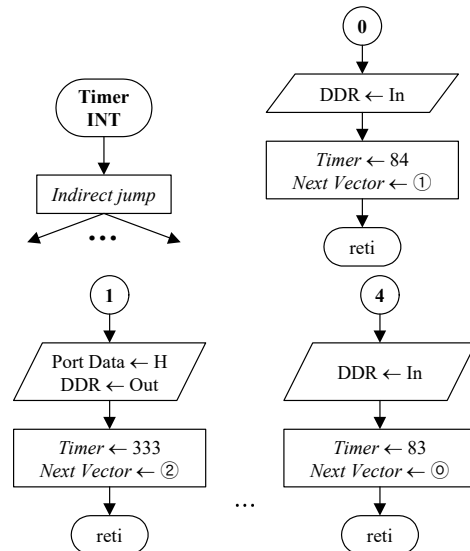 Timer
INT
Indirect jump
•••
0
DDR ← In
Timer ← 84
Next Vector ← ①
reti
1
Port Data ← H
DDR ← Out
Timer ← 333
Next Vector ← ②
reti
...
4
DDR ← In
Timer ← 83
Next Vector ← ⓪
reti